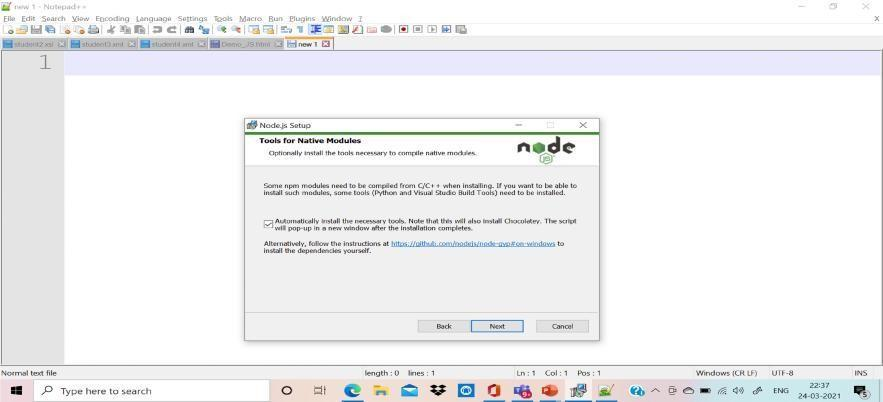 new 1 - Notepad++
File Edit Search View Encoding Language Settings Tools Macro Run Plugins Window ?
X
student2.xsl student3.xml student4.xml Demo_JS.html new 1
1
Node.js Setup
Tools for Native Modules
Optionally install the tools necessary to compile native modules.
node
JS
Some npm modules need to be compiled from C/C++ when installing. If you want to be able to
install such modules, some tools (Python and Visual Studio Build Tools) need to be installed.
Automatically install the necessary tools. Note that this will also install Chocolatey. The script
will pop-up in a new window after the installation completes.
Alternatively, follow the instructions at https://github.com/nodejs/node-gyp#on-windows to
install the dependencies yourself.
Back Next Cancel
Normal text file length : 0 lines : 1 Ln : 1 Col : 1 Pos : 1 Windows (CR LF) UTF-8 INS
Type here to search
ENG
22:37
24-03-2021